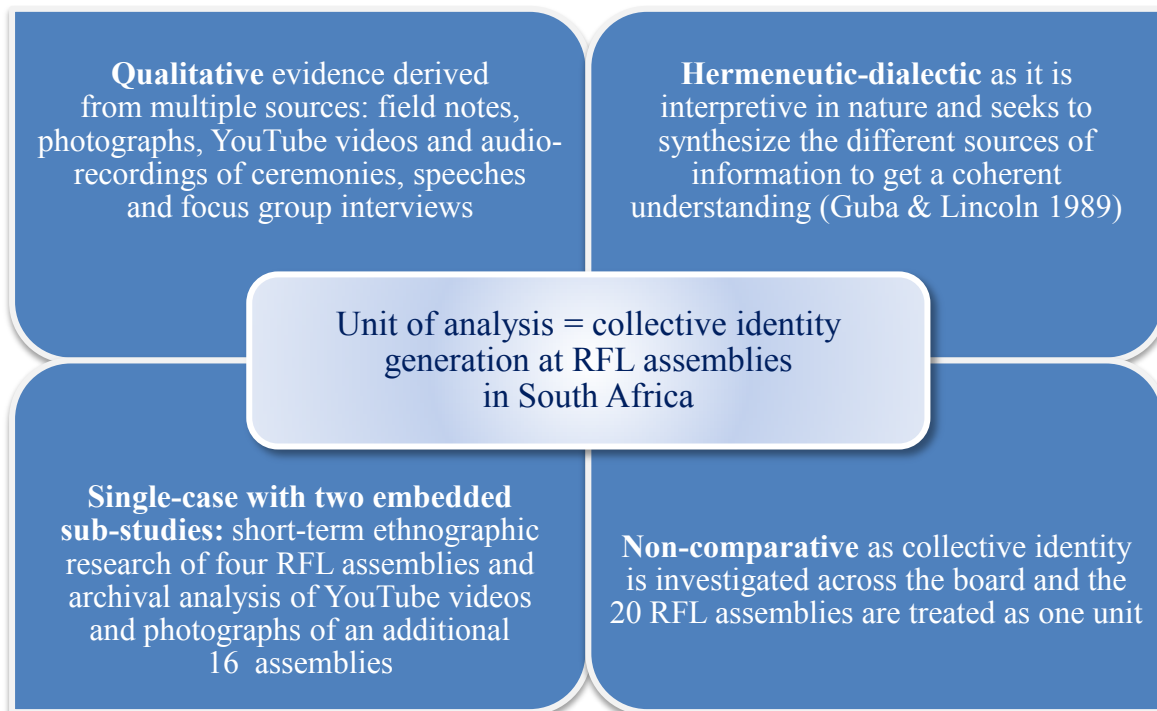 Qualitative evidence derived
from multiple sources: field notes,
photographs, YouTube videos and audio-
recordings of ceremonies, speeches
and focus group interviews
Hermeneutic-dialectic as it is
interpretive in nature and seeks to
synthesize the different sources of
information to get a coherent
understanding (Guba & Lincoln 1989)
Unit of analysis = collective identity
generation at RFL assemblies
in South Africa
Single-case with two embedded
sub-studies: short-term ethnographic
research of four RFL assemblies and
archival analysis of YouTube videos
and photographs of an additional
16 assemblies
Non-comparative as collective identity
is investigated across the board and the
20 RFL assemblies are treated as one unit